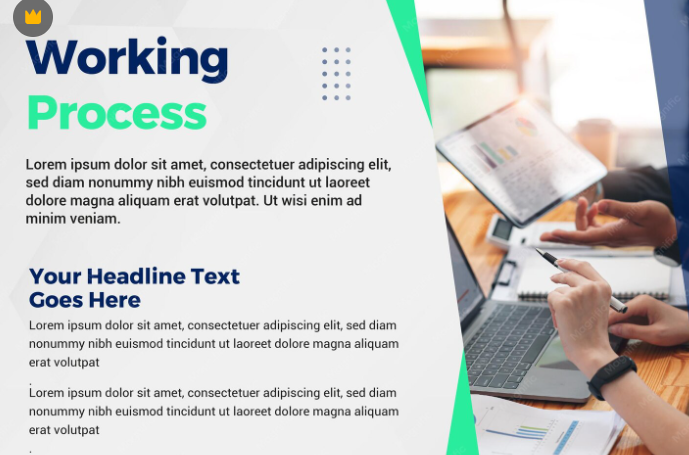 Working
Process
Lorem ipsum dolor sit amet, consectetuer adipiscing elit,
sed diam nonummy nibh euismod tincidunt ut laoreet
dolore magna aliquam erat volutpat. Ut wisi enim ad
minim veniam.
Your Headline Text
Goes Here
Lorem ipsum dolor sit amet, consectetuer adipiscing elit, sed diam
nonummy nibh euismod tincidunt ut laoreet dolore magna aliquam
erat volutpat
.
Lorem ipsum dolor sit amet, consectetuer adipiscing elit, sed diam
nonummy nibh euismod tincidunt ut laoreet dolore magna aliquam
erat volutpat
.